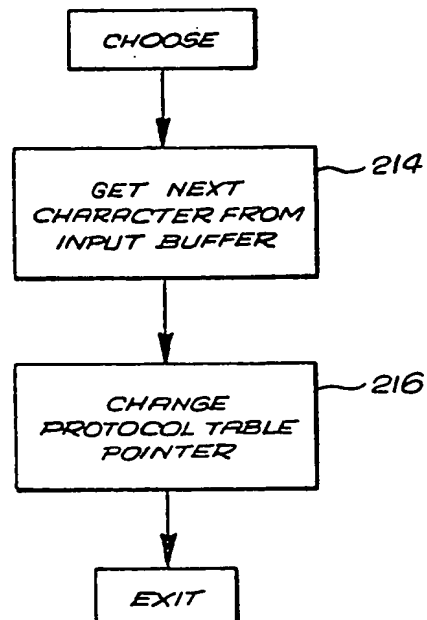 CHOOSE
GET NEXT
CHARACTER FROM
INPUT BUFFER
214
CHANGE
PROTOCOL TABLE
POINTER
216
EXIT